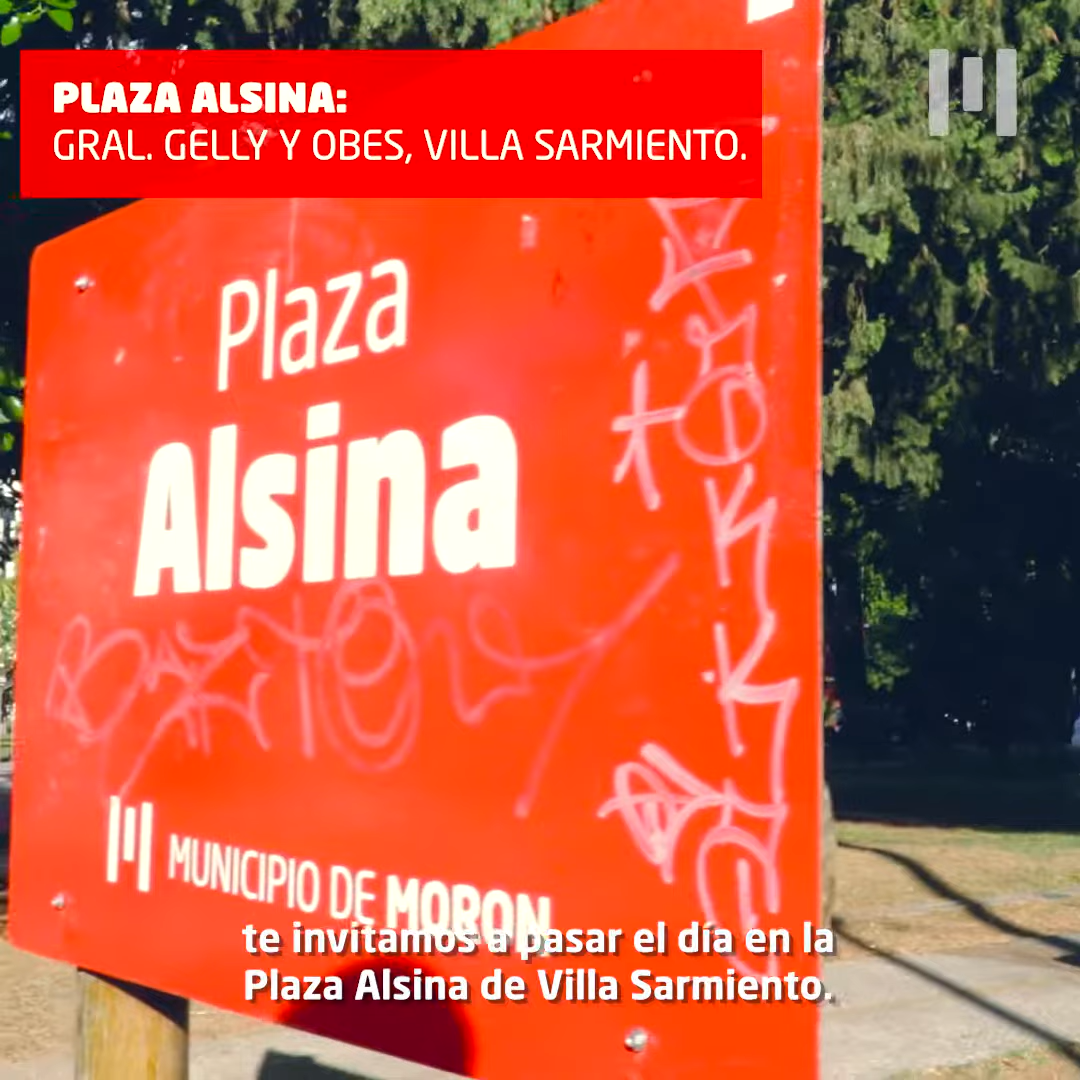 PLAZA ALSINA:
GRAL. GELLY Y OBES, VILLA SARMIENTO.
Plaza
Alsina
MUNICIPIO DE MORON
te invitamos a pasar el día en la
Plaza Alsina de Villa Sarmiento.